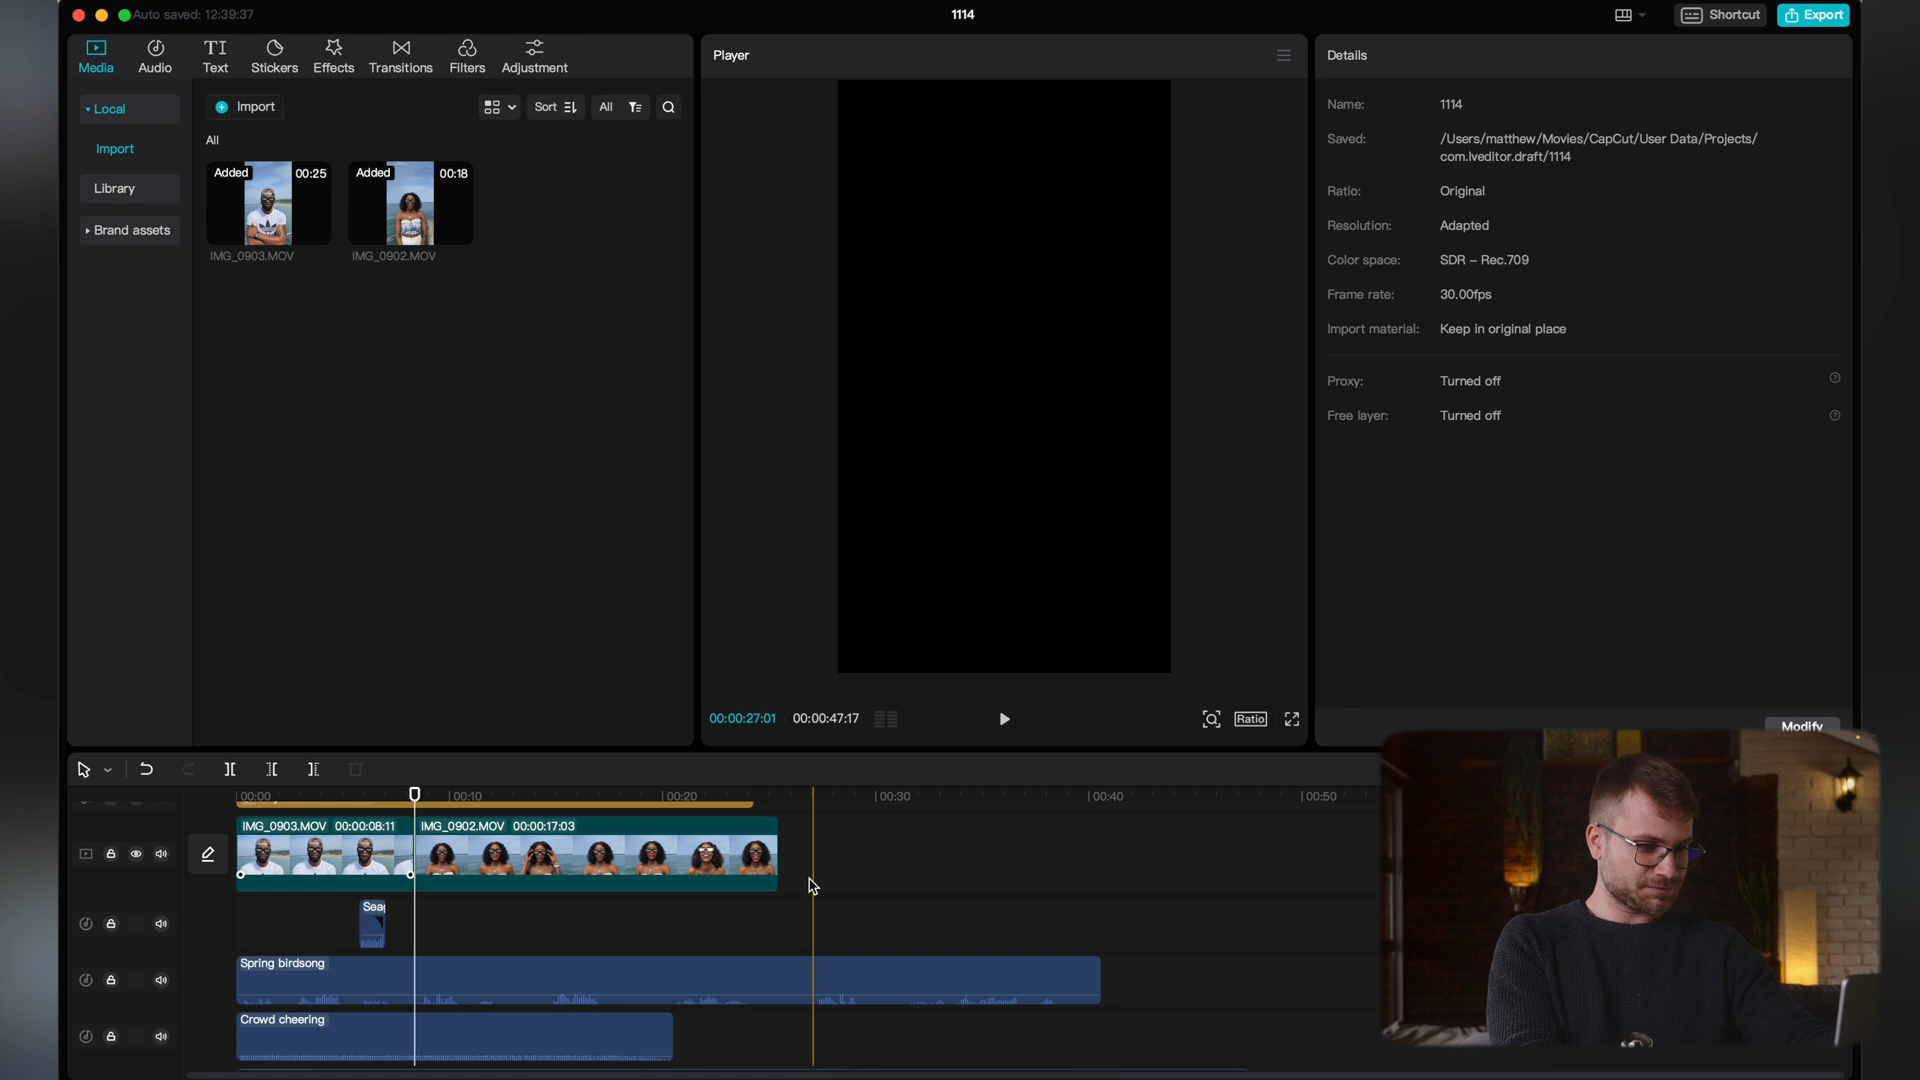 Auto saved: 12:39:37
1114
Shortcut
Export
Media
Audio
TI
Text
Stickers
Effects
Transitions
Filters
Adjustment
Player
Details
Local
Import
Library
Brand assets
Import
Sort
All
All
Added
00:25
IMG_0903.MOV
Added
00:18
IMG_0902.MOV
00:00:27:01
00:00:47:17
Ratio
Name:
1114
Saved:
/Users/matthew/Movies/CapCut/User Data/Projects/
com.lveditor.draft/1114
Ratio:
Original
Resolution:
Adapted
Color space:
SDR – Rec.709
Frame rate:
30.00fps
Import material:
Keep in original place
Proxy:
Turned off
Free layer:
Turned off
Modify
00:00
00:10
00:20
00:30
00:40
00:50
IMG_0903.MOV 00:00:08:11
IMG_0902.MOV 00:00:17:03
Spring birdsong
Crowd cheering